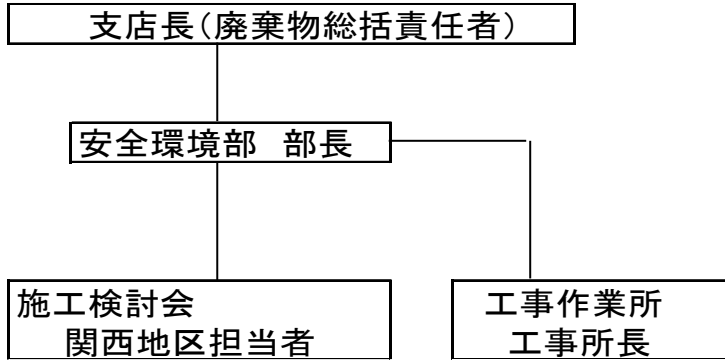 支店長（廃棄物総括責任者）
安全環境部　部長
施工検討会
関西地区担当者
工事作業所
工事所長